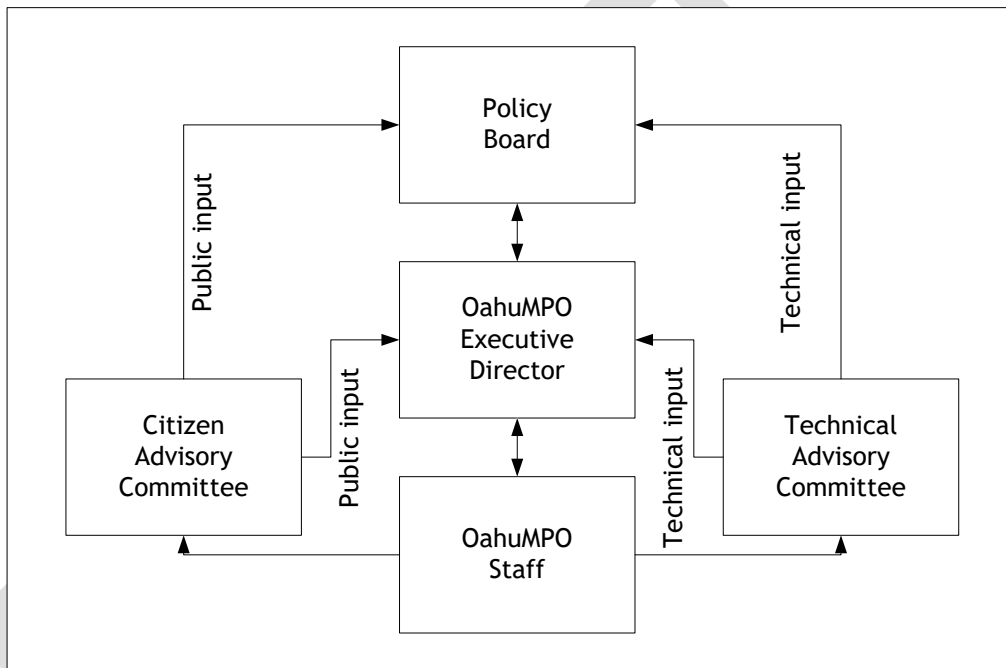 Policy
Board
Public input
Technical input
OahuMPO
Executive
Director
Citizen
Advisory
Committee
Public input
Technical input
Technical
Advisory
Committee
OahuMPO
Staff